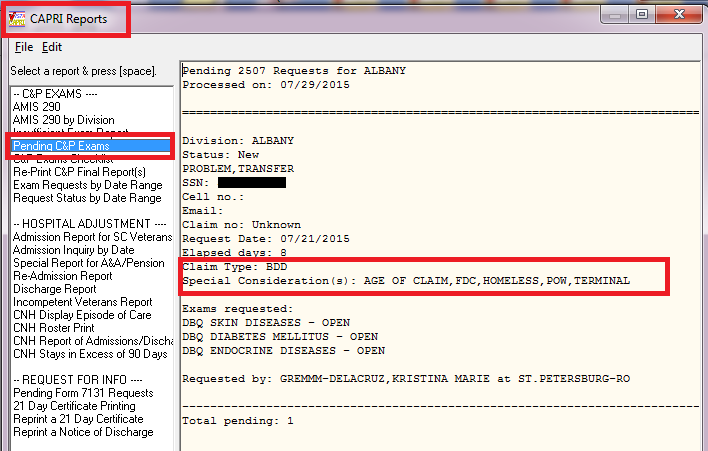 CAPRI Reports
File Edit
Select a report & press [space].
-- C&P EXAMS ----
AMIS 290
AMIS 290 by Division
Insufficient Exam Report
Pending C&P Exams
C&P Exams Checklist
Re-Print C&P Final Report(s)
Exam Requests by Date Range
Request Status by Date Range
-- HOSPITAL ADJUSTMENT ----
Admission Report for SC Veterans
Admission Inquiry by Date
Special Report for A&A/Pension
Re-Admission Report
Discharge Report
Incompetent Veterans Report
CNH Display Episode of Care
CNH Roster Print
CNH Report of Admissions/Discha
CNH Stays in Excess of 90 Days
-- REQUEST FOR INFO ----
Pending Form 7131 Requests
21 Day Certificate Printing
Reprint a 21 Day Certificate
Reprint a Notice of Discharge
Pending 2507 Requests for ALBANY
Processed on: 07/29/2015
Division: ALBANY
Status: New
PROBLEM,TRANSFER
SSN:
Cell no.:
Email:
Claim no: Unknown
Request Date: 07/21/2015
Elapsed days: 8
Claim Type: BDD
Special Consideration(s): AGE OF CLAIM,FDC,HOMELESS,POW,TERMINAL
Exams requested:
DBQ SKIN DISEASES - OPEN
DBQ DIABETES MELLITUS - OPEN
DBQ ENDOCRINE DISEASES - OPEN
Requested by: GREMMM-DELACRUZ,KRISTINA MARIE at ST.PETERSBURG-RO
Total pending: 1